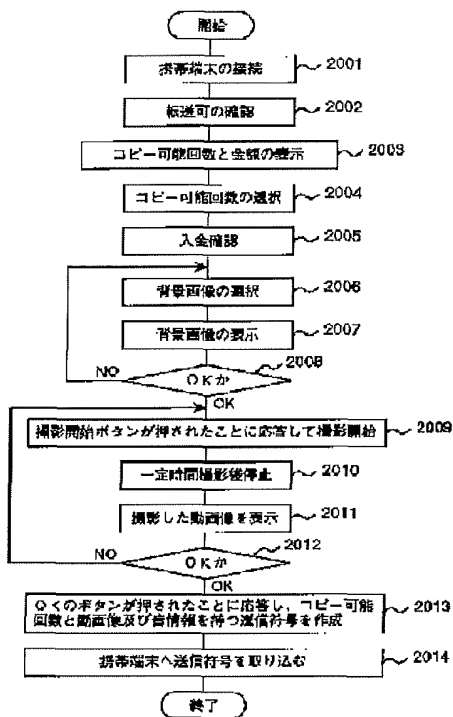 開始
携帯端末の接続 2001
転送可の確認 2002
コピー可能回数と金額の表示 2003
コピー可能回数の選択 2004
入金確認 2005
背景画像の選択 2006
背景画像の表示 2007
NO OKか 2008
OK
撮影開始ボタンが押されたことに応答して撮影開始 2009
一定時間撮影後停止 2010
撮影した動画像を表示 2011
NO OKか 2012
OK
OKのボタンが押されたことに応答し、コピー可能 2013
回数と動画像及び音情報を持つ送信符号を作成
携帯端末へ送信符号を取り込む 2014
終了